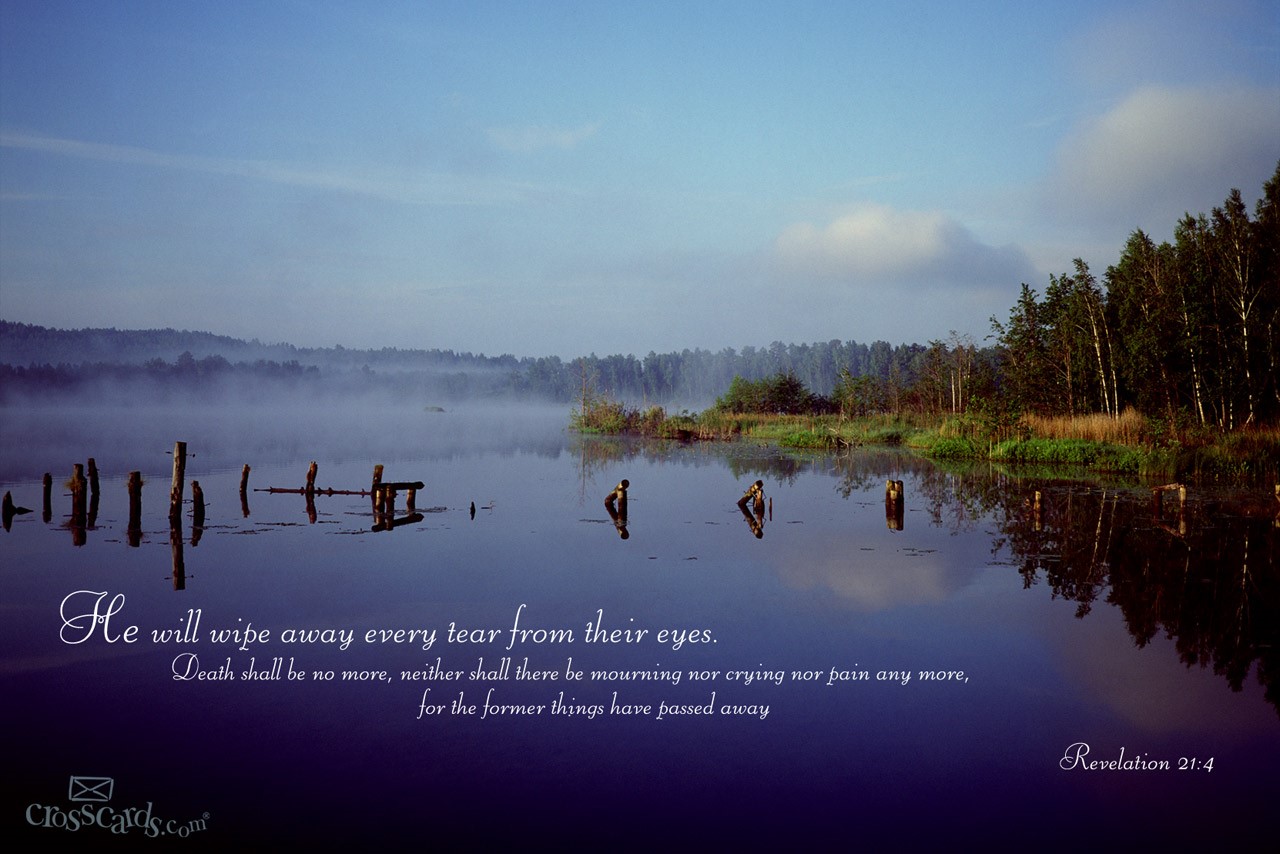 He will wipe away every tear from their eyes.
Death shall be no more, neither shall there be mourning nor crying nor pain any more,
for the former things have passed away
Revelation 21:4
crosscards.com®